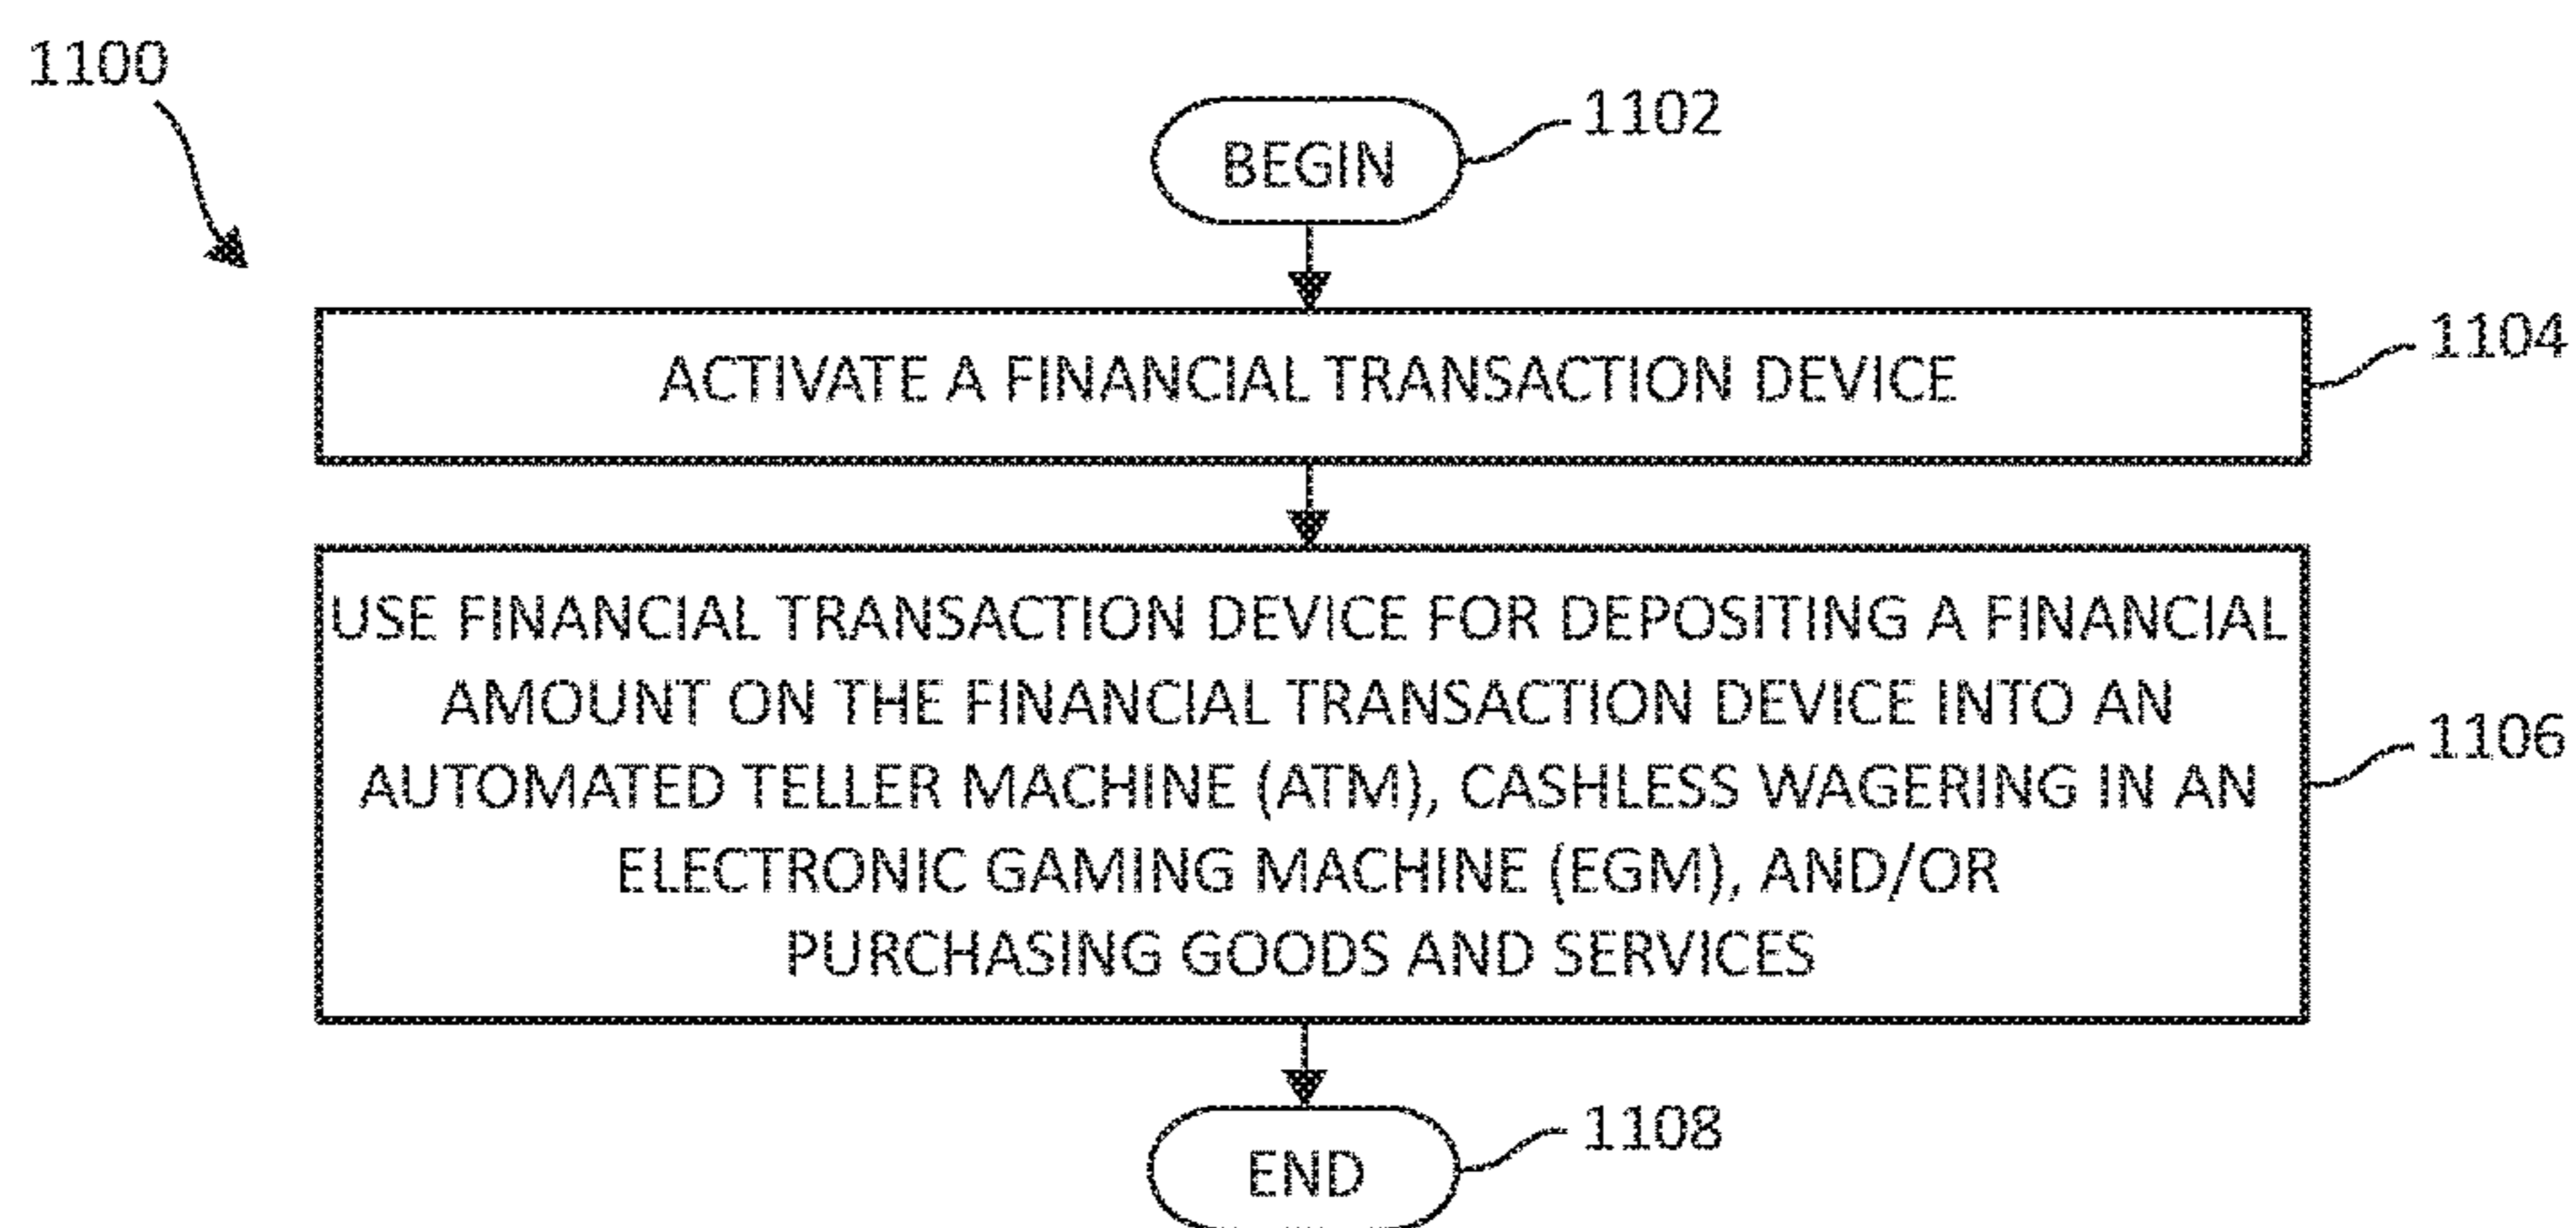 1100
1102
BEGIN
1104
ACTIVATE A FINANCIAL TRANSACTION DEVICE
USE FINANCIAL TRANSACTION DEVICE FOR DEPOSITING A FINANCIAL
AMOUNT ON THE FINANCIAL TRANSACTION DEVICE INTO AN
1106
AUTOMATED TELLER MACHINE (ATM), CASHLESS WAGERING IN AN
ELECTRONIC GAMING MACHINE (EGM), AND/OR
PURCHASING GOODS AND SERVICES
1108
END